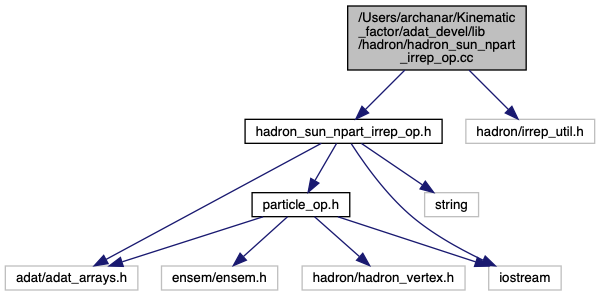 /Users/archanar/Kinematic
_factor/adat_devel/lib
/hadron/hadron_sun_npart
_irrep_op.cc
hadron_sun_npart_irrep_op.h
hadron/irrep_util.h
particle_op.h
string
adat/adat_arrays.h
ensem/ensem.h
hadron/hadron_vertex.h
iostream